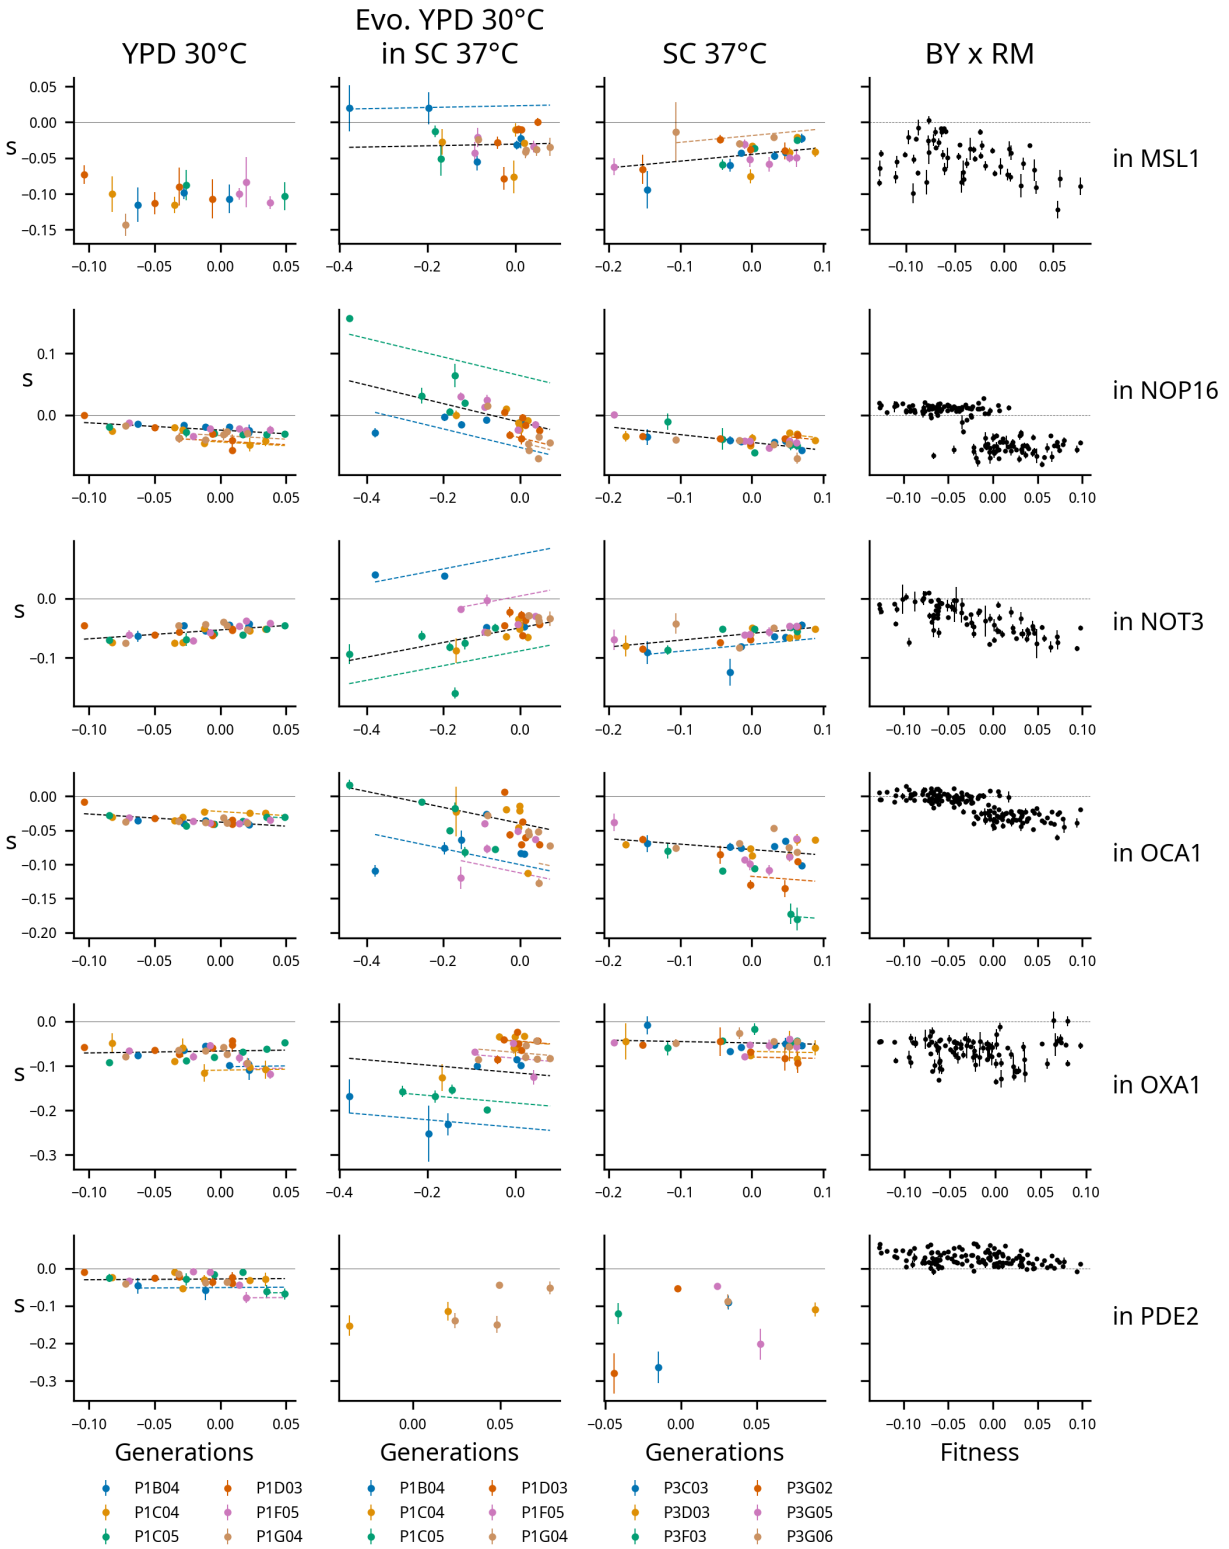 Evo. YPD 30°C
YPD 30°C in SC 37°C SC 37°C BY x RM
0.05
0.00
−0.05
−0.10
−0.15
s
in MSL1
−0.10 −0.05 0.00 0.05 −0.4 −0.2 0.0 −0.2 −0.1 0.0 0.1 −0.10 −0.05 0.00 0.05
0.1
0.0
s
in NOP16
−0.10 −0.05 0.00 0.05 −0.4 −0.2 0.0 −0.2 −0.1 0.0 0.1 −0.10 −0.05 0.00 0.05 0.10
0.0
−0.1
s
in NOT3
−0.10 −0.05 0.00 0.05 −0.4 −0.2 0.0 −0.2 −0.1 0.0 0.1 −0.10 −0.05 0.00 0.05 0.10
0.00
−0.05
−0.10
−0.15
−0.20
s
in OCA1
−0.10 −0.05 0.00 0.05 −0.4 −0.2 0.0 −0.2 −0.1 0.0 0.1 −0.10 −0.05 0.00 0.05 0.10
0.0
−0.1
−0.2
−0.3
s
in OXA1
−0.10 −0.05 0.00 0.05 −0.4 −0.2 0.0 −0.2 −0.1 0.0 0.1 −0.10 −0.05 0.00 0.05 0.10
0.0
−0.1
−0.2
−0.3
s
in PDE2
−0.10 −0.05 0.00 0.05 0.00 0.05 −0.05 0.00 0.05 −0.10 −0.05 0.00 0.05 0.10
Generations Generations Generations Fitness
P1B04 P1D03 P1B04 P1D03 P3C03 P3G02
P1C04 P1F05 P1C04 P1F05 P3D03 P3G05
P1C05 P1G04 P1C05 P1G04 P3F03 P3G06